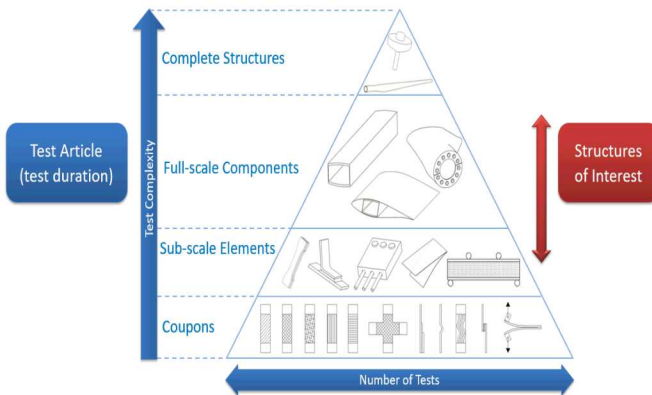 Complete Structures
Test Article
(test duration)
Test Complexity
Full-scale Components
Structures
of Interest
Sub-scale Elements
Coupons
Number of Tests